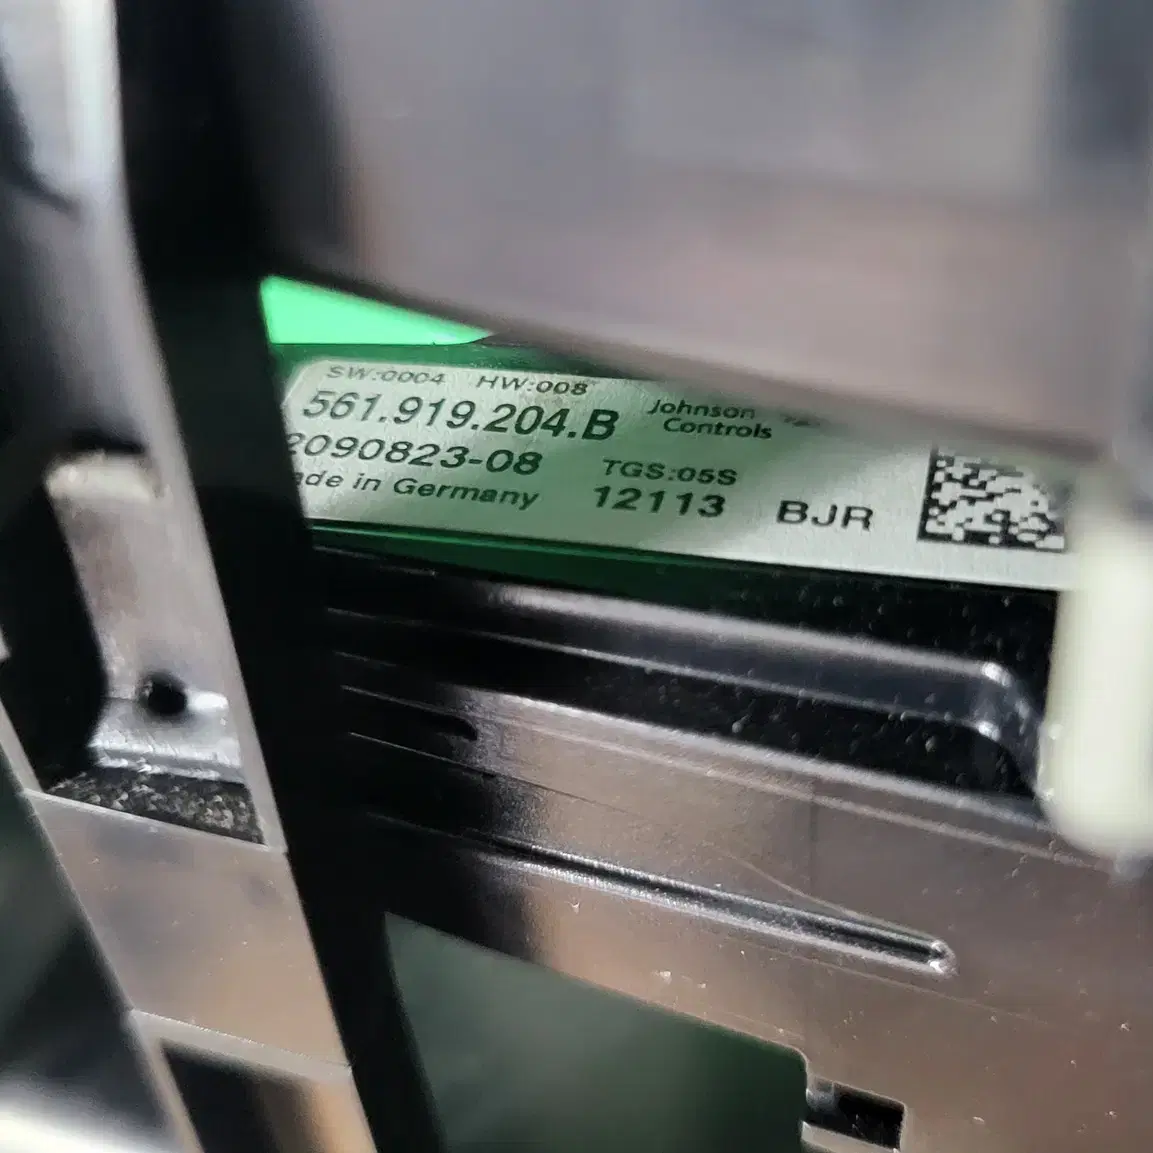 SW:0004 HW:008
561.919.204.B
Johnson
Controls
2090823-08
TGS:05S
ade in Germany
12113 BJR